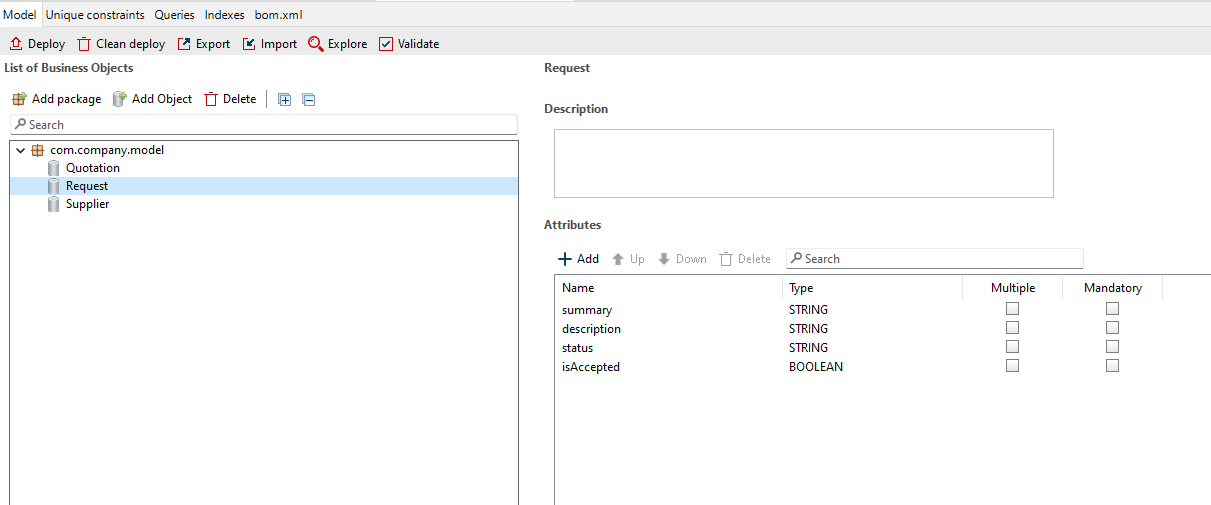 Model Unique constraints Queries Indexes bom.xml
Deploy Clean deploy Export Import Explore Validate
List of Business Objects
Add package Add Object Delete
Search
com.company.model
Quotation
Request
Supplier
Request
Description
Attributes
Add Up Down Delete Search
Name Type Multiple Mandatory
summary STRING
description STRING
status STRING
isAccepted BOOLEAN